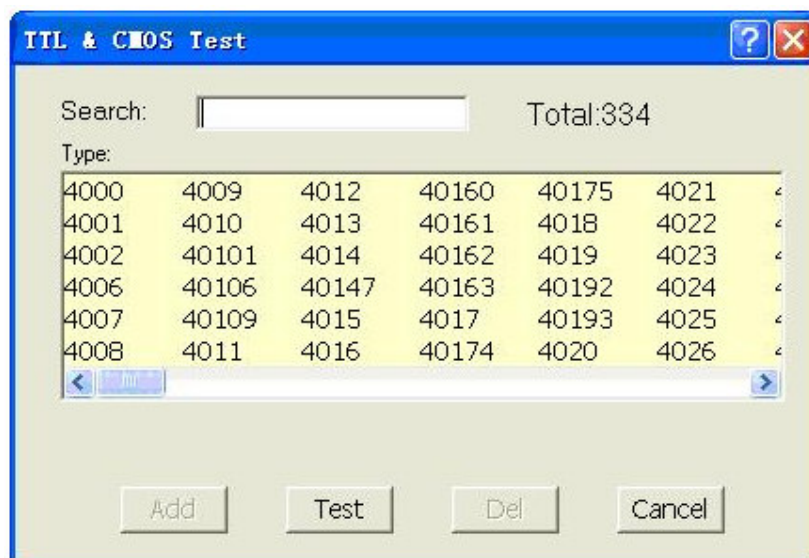 TTL & CMOS Test
Search: Total:334
Type:
4000 4009 4012 40160 40175 4021
4001 4010 4013 40161 4018 4022
4002 40101 4014 40162 4019 4023
4006 40106 40147 40163 40192 4024
4007 40109 4015 4017 40193 4025
4008 4011 4016 40174 4020 4026
Add Test Del Cancel